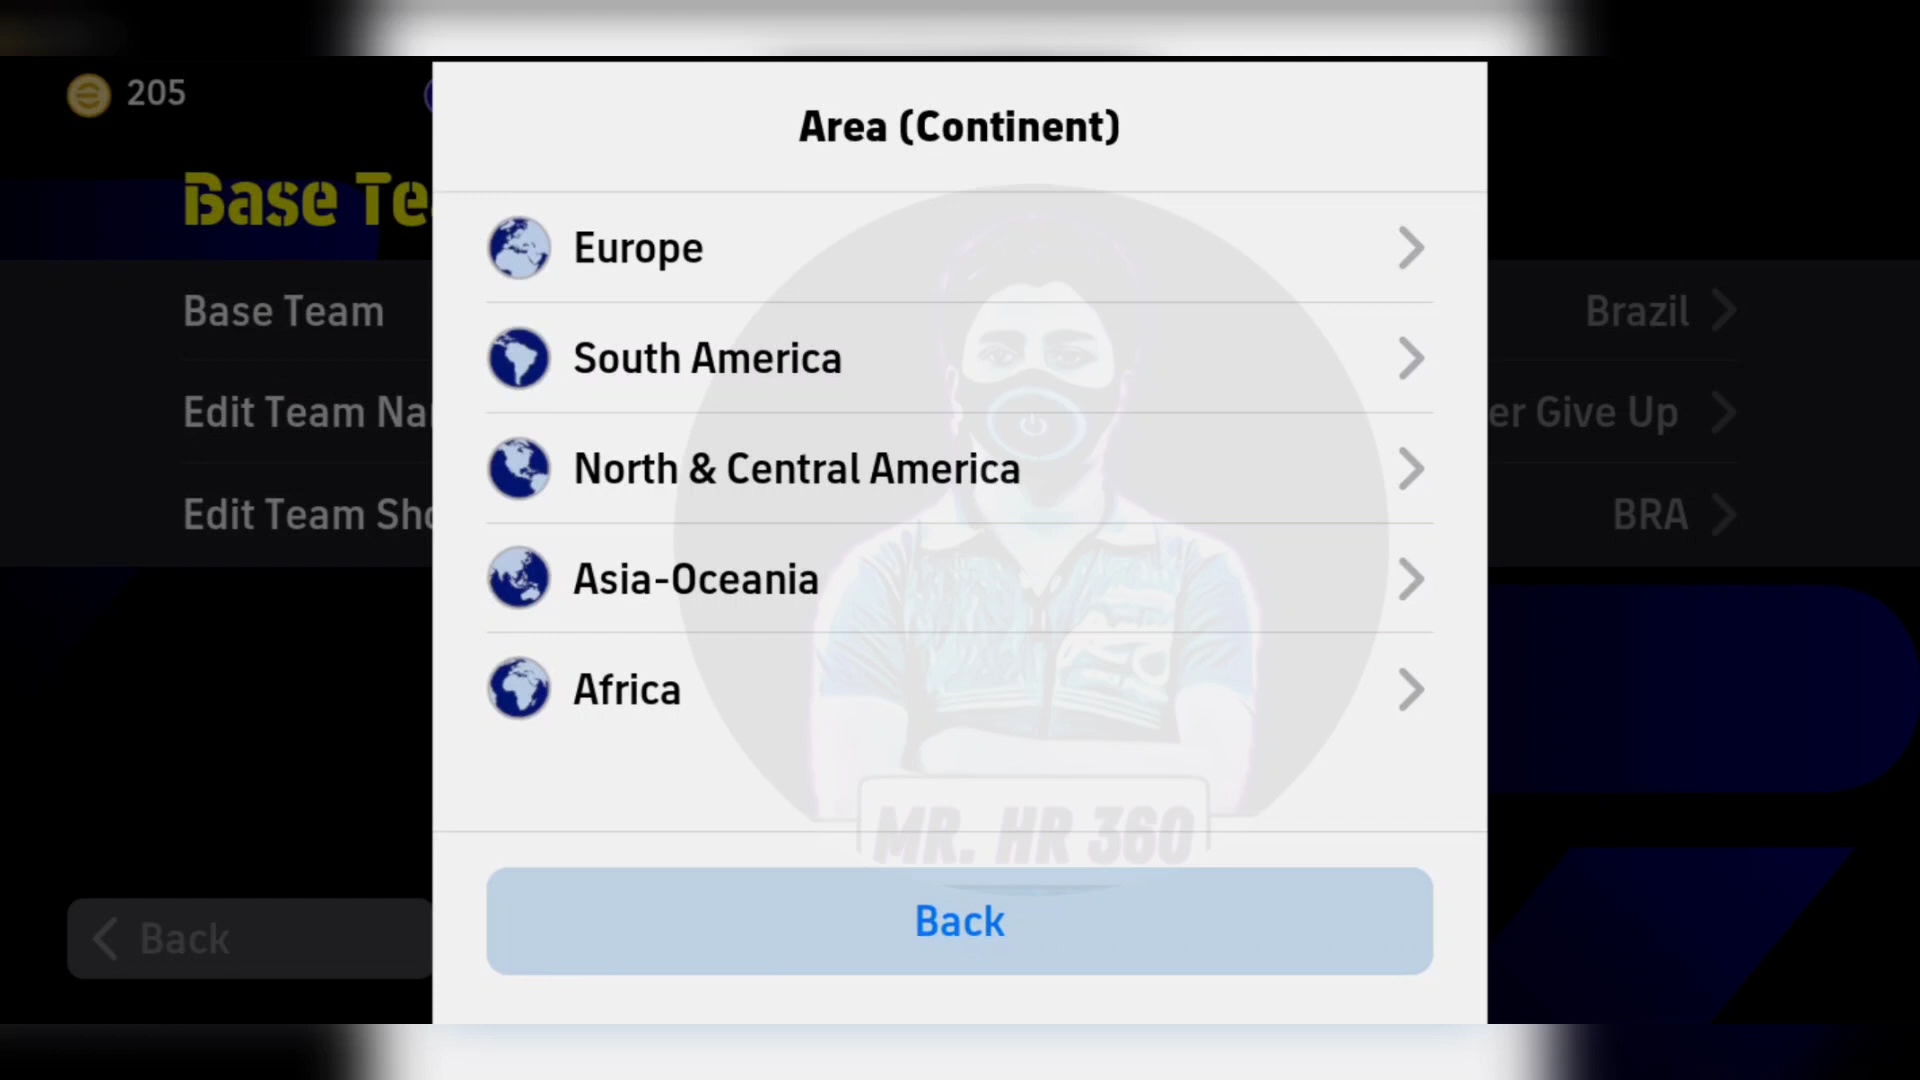 205
Area (Continent)
Base Te
Europe
Base Team
Brazil
South America
Edit Team Na
er Give Up
North & Central America
Edit Team Sho
BRA
Asia-Oceania
Africa
MR. HR 360
Back
Back